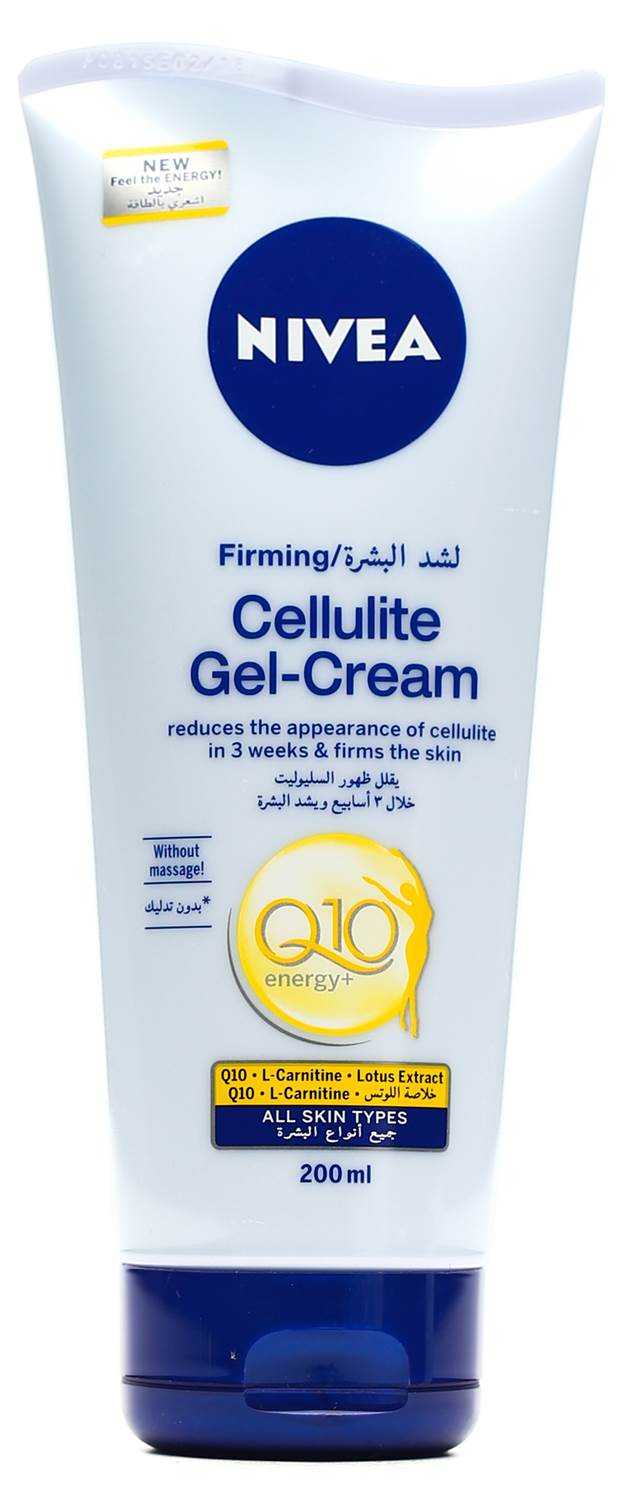 NEW
Feel the ENERGY!
جديد
اشعري بالطاقة
NIVEA
Firming/لشد البشرة
Cellulite
Gel-Cream
reduces the appearance of cellulite
in 3 weeks & firms the skin
يقلل ظهور السليوليت
خلال ٣ أسابيع ويشد البشرة
Without
massage!
بدون تدليك*
Q10
energy+
Q10 • L-Carnitine • Lotus Extract
Q10 • L-Carnitine • خلاصة اللوتس
ALL SKIN TYPES
جميع أنواع البشرة
200 ml